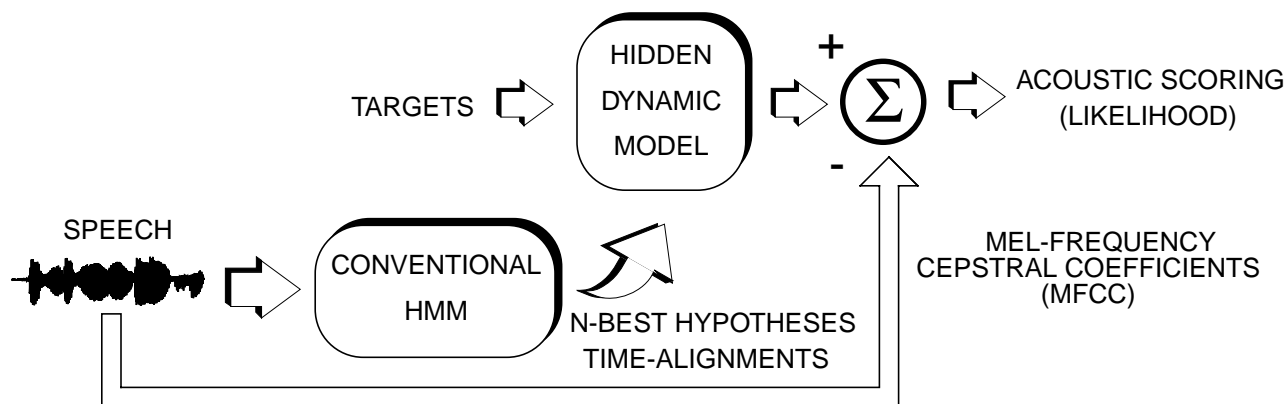 HIDDEN
DYNAMIC
MODEL
TARGETS
+
Σ
-
ACOUSTIC SCORING
(LIKELIHOOD)
SPEECH
CONVENTIONAL
HMM
N-BEST HYPOTHESES
TIME-ALIGNMENTS
MEL-FREQUENCY
CEPSTRAL COEFFICIENTS
(MFCC)